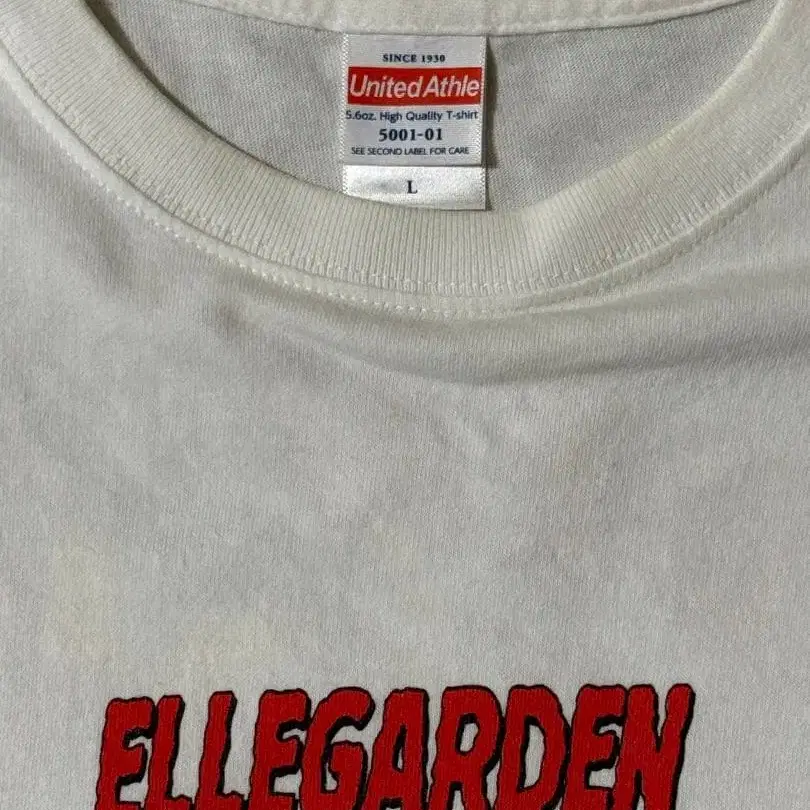 SINCE 1930
UnitedAthle
5.6oz. High Quality T-shirt
5001-01
SEE SECOND LABEL FOR CARE
L
ELLEGARDEN